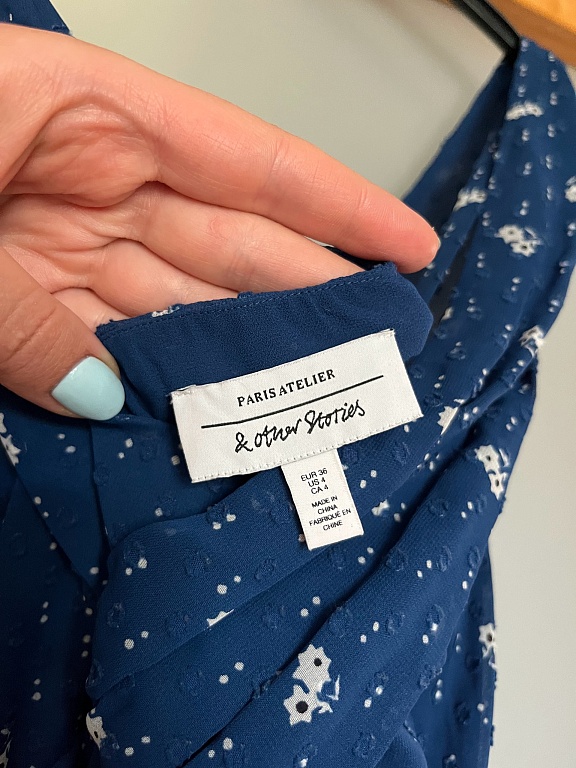 PARIS ATELIER
& other Stories
EUR 36
US 4
CA 4
MADE IN
CHINA
FABRIQUÉ EN
CHINE